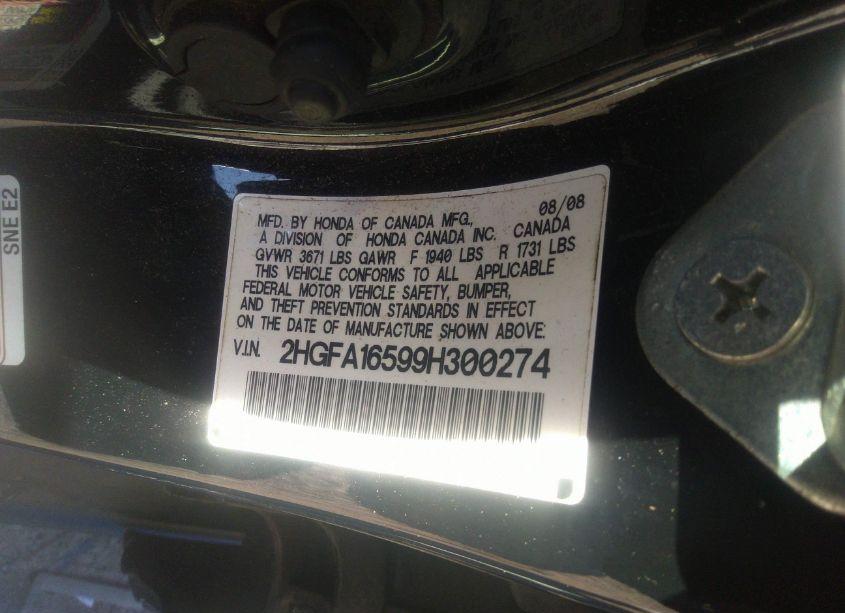 08/08
MFD. BY HONDA OF CANADA MFG.,
A DIVISION OF HONDA CANADA INC. CANADA
GVWR 3671 LBS GAWR F 1940 LBS R 1731 LBS
THIS VEHICLE CONFORMS TO ALL APPLICABLE
FEDERAL MOTOR VEHICLE SAFETY, BUMPER,
AND THEFT PREVENTION STANDARDS IN EFFECT
ON THE DATE OF MANUFACTURE SHOWN ABOVE:
V.I.N. 2HGFA16599H300274
SNE E2